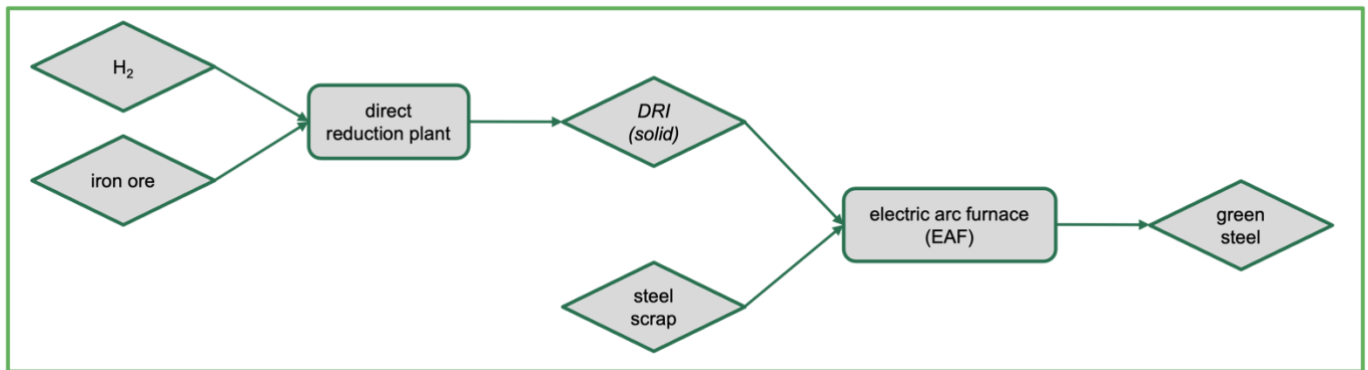 H₂
iron ore
direct
reduction plant
DRI
(solid)
steel
scrap
electric arc furnace
(EAF)
green
steel